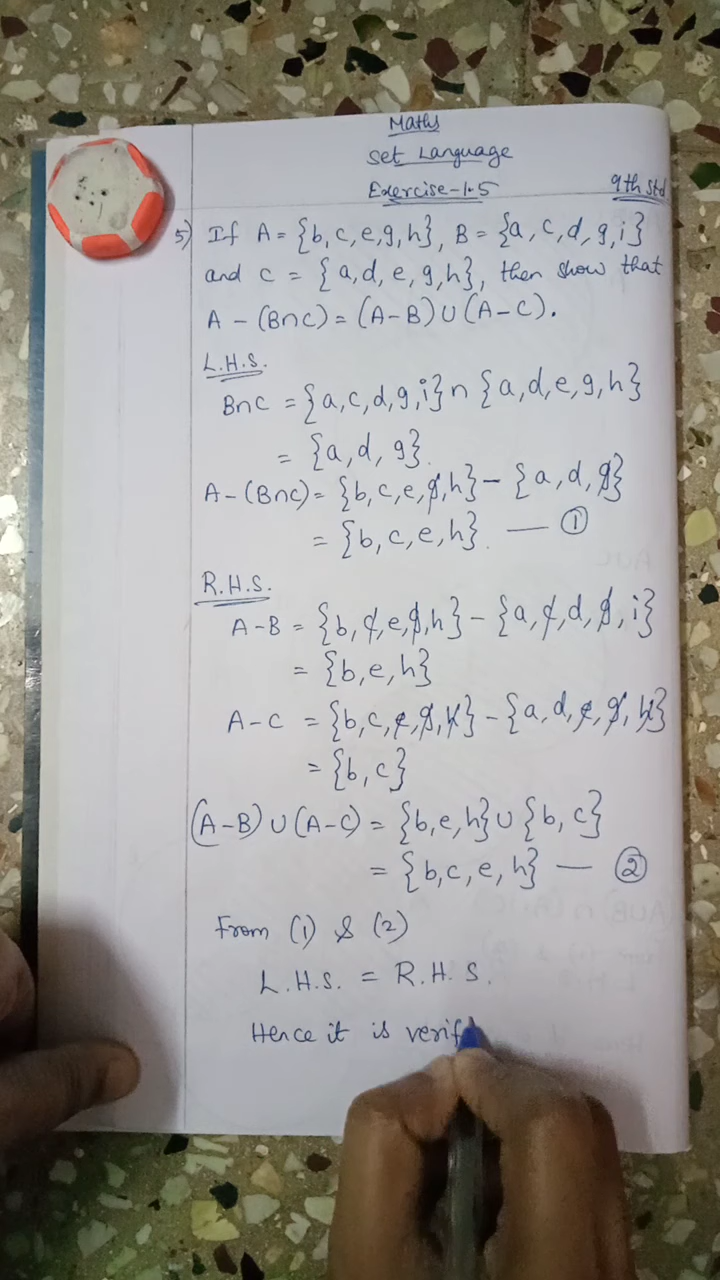 Maths
Set Language
Exercise-1.5
9th Std
5) If A = {b, c, e, g, h}, B = {a, c, d, g, i}
and C = {a, d, e, g, h}, then show that
A - (B∩C) = (A-B) ∪ (A-C).
L.H.S.
B∩C = {a, c, d, g, i} ∩ {a, d, e, g, h}
= {a, d, g}.
A-(B∩C) = {b, c, e, g, h} - {a, d, g}
= {b, c, e, h}. — ①
R.H.S.
A-B = {b, c, e, g, h} - {a, c, d, g, i}
= {b, e, h}
A-C = {b, c, e, g, h} - {a, d, e, g, h}
= {b, c}
(A-B) ∪ (A-C) = {b, e, h} ∪ {b, c}
= {b, c, e, h} — ②
From (1) & (2)
L.H.S. = R.H.S.
Hence it is verif